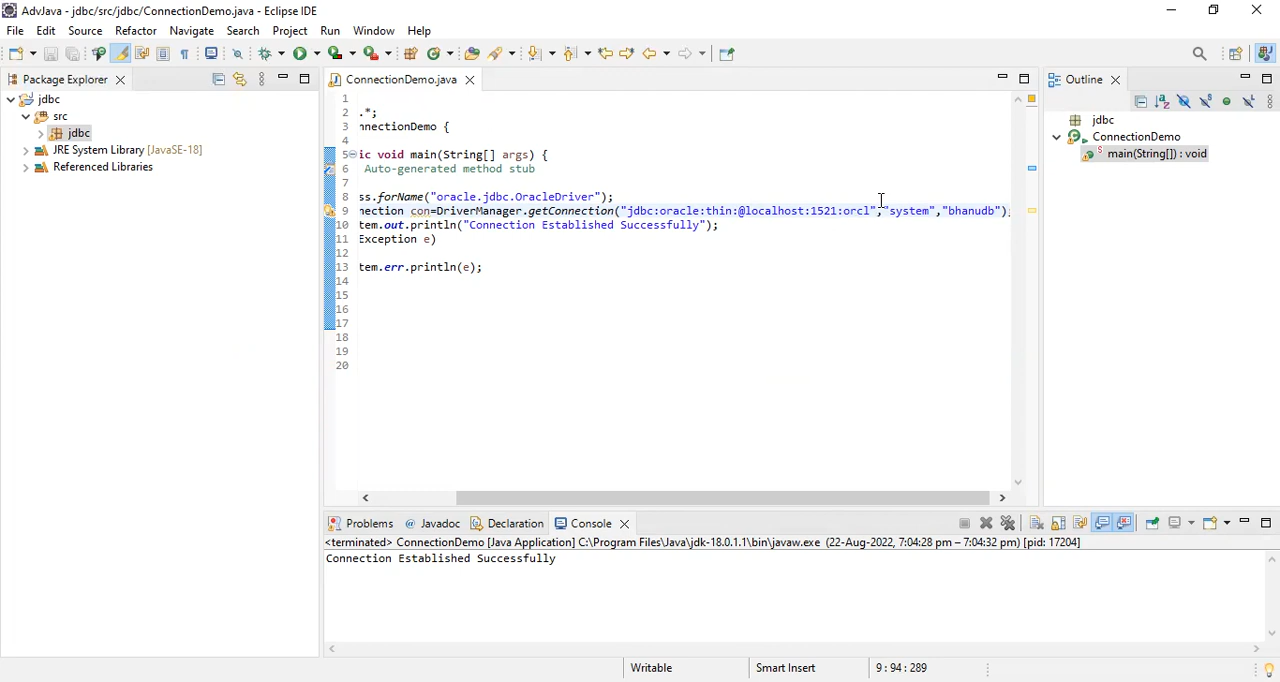 AdvJava - jdbc/src/jdbc/ConnectionDemo.java - Eclipse IDE
File Edit Source Refactor Navigate Search Project Run Window Help
Package Explorer
jdbc
src
jdbc
JRE System Library [JavaSE-18]
Referenced Libraries
ConnectionDemo.java
1
2 .*;
3 nnectionDemo {
4
5 ic void main(String[] args) {
6 Auto-generated method stub
7
8 ss.forName("oracle.jdbc.OracleDriver");
9 nection con=DriverManager.getConnection("jdbc:oracle:thin:@localhost:1521:orcl","system","bhanudb");
10 tem.out.println("Connection Established Successfully");
11 Exception e)
12
13 tem.err.println(e);
14
15
16
17
18
19
20
Outline
jdbc
ConnectionDemo
main(String[]) : void
Problems @ Javadoc Declaration Console
<terminated> ConnectionDemo [Java Application] C:\Program Files\Java\jdk-18.0.1.1\bin\javaw.exe (22-Aug-2022, 7:04:28 pm – 7:04:32 pm) [pid: 17204]
Connection Established Successfully
Writable Smart Insert 9 : 94 : 289